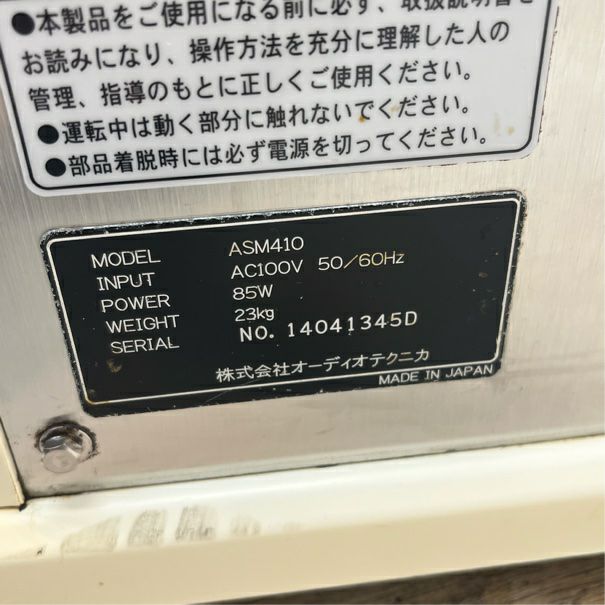 ●本製品をご使用になる前に必ず、取扱説明書を
お読みになり、操作方法を充分に理解した人の
管理、指導のもとに正しくご使用ください。
●運転中は動く部分に触れないでください。
●部品着脱時には必ず電源を切ってください。
MODEL ASM410
INPUT AC100V 50/60Hz
POWER 85W
WEIGHT 23kg
SERIAL NO. 14041345D
株式会社オーディオテクニカ
MADE IN JAPAN